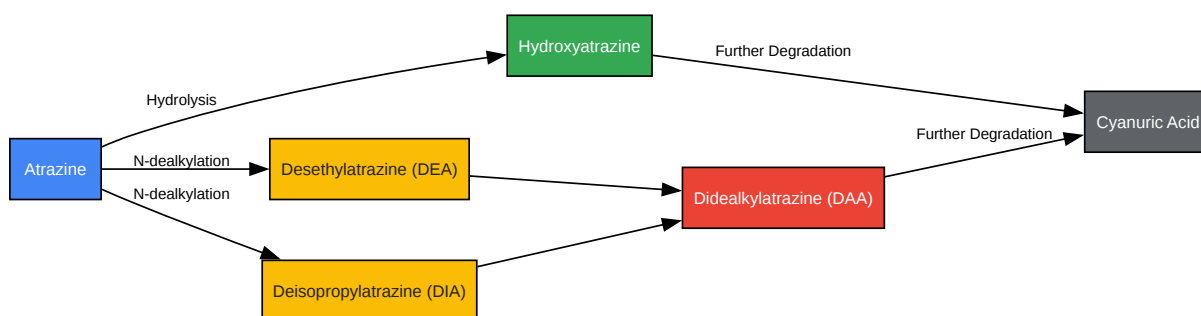 Hydroxyatrazine
Further Degradation
Hydrolysis
Cyanuric Acid
Further Degradation
Atrazine
N-dealkylation
Desethylatrazine (DEA)
N-dealkylation
Didealkylatrazine (DAA)
Deisopropylatrazine (DIA)